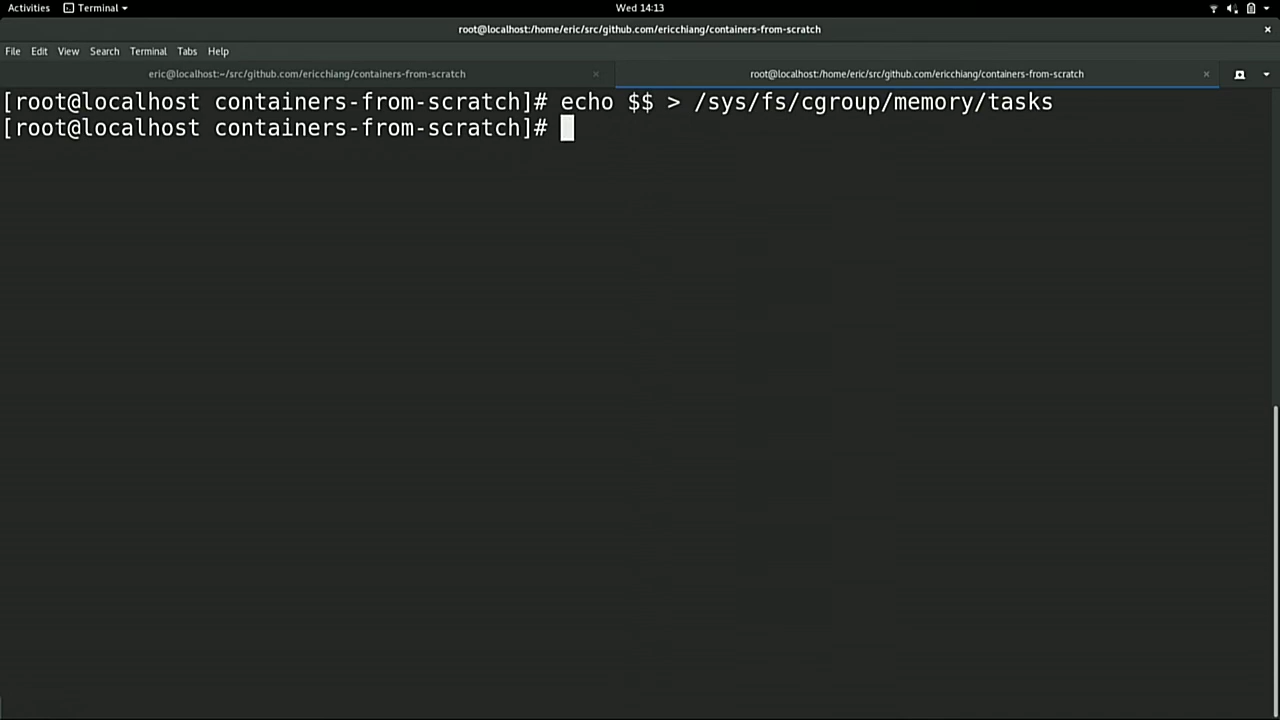 Activities Terminal Wed 14:13
root@localhost:/home/eric/src/github.com/ericchiang/containers-from-scratch
File Edit View Search Terminal Tabs Help
eric@localhost:~/src/github.com/ericchiang/containers-from-scratch root@localhost:/home/eric/src/github.com/ericchiang/containers-from-scratch
[root@localhost containers-from-scratch]# echo $$ > /sys/fs/cgroup/memory/tasks
[root@localhost containers-from-scratch]#